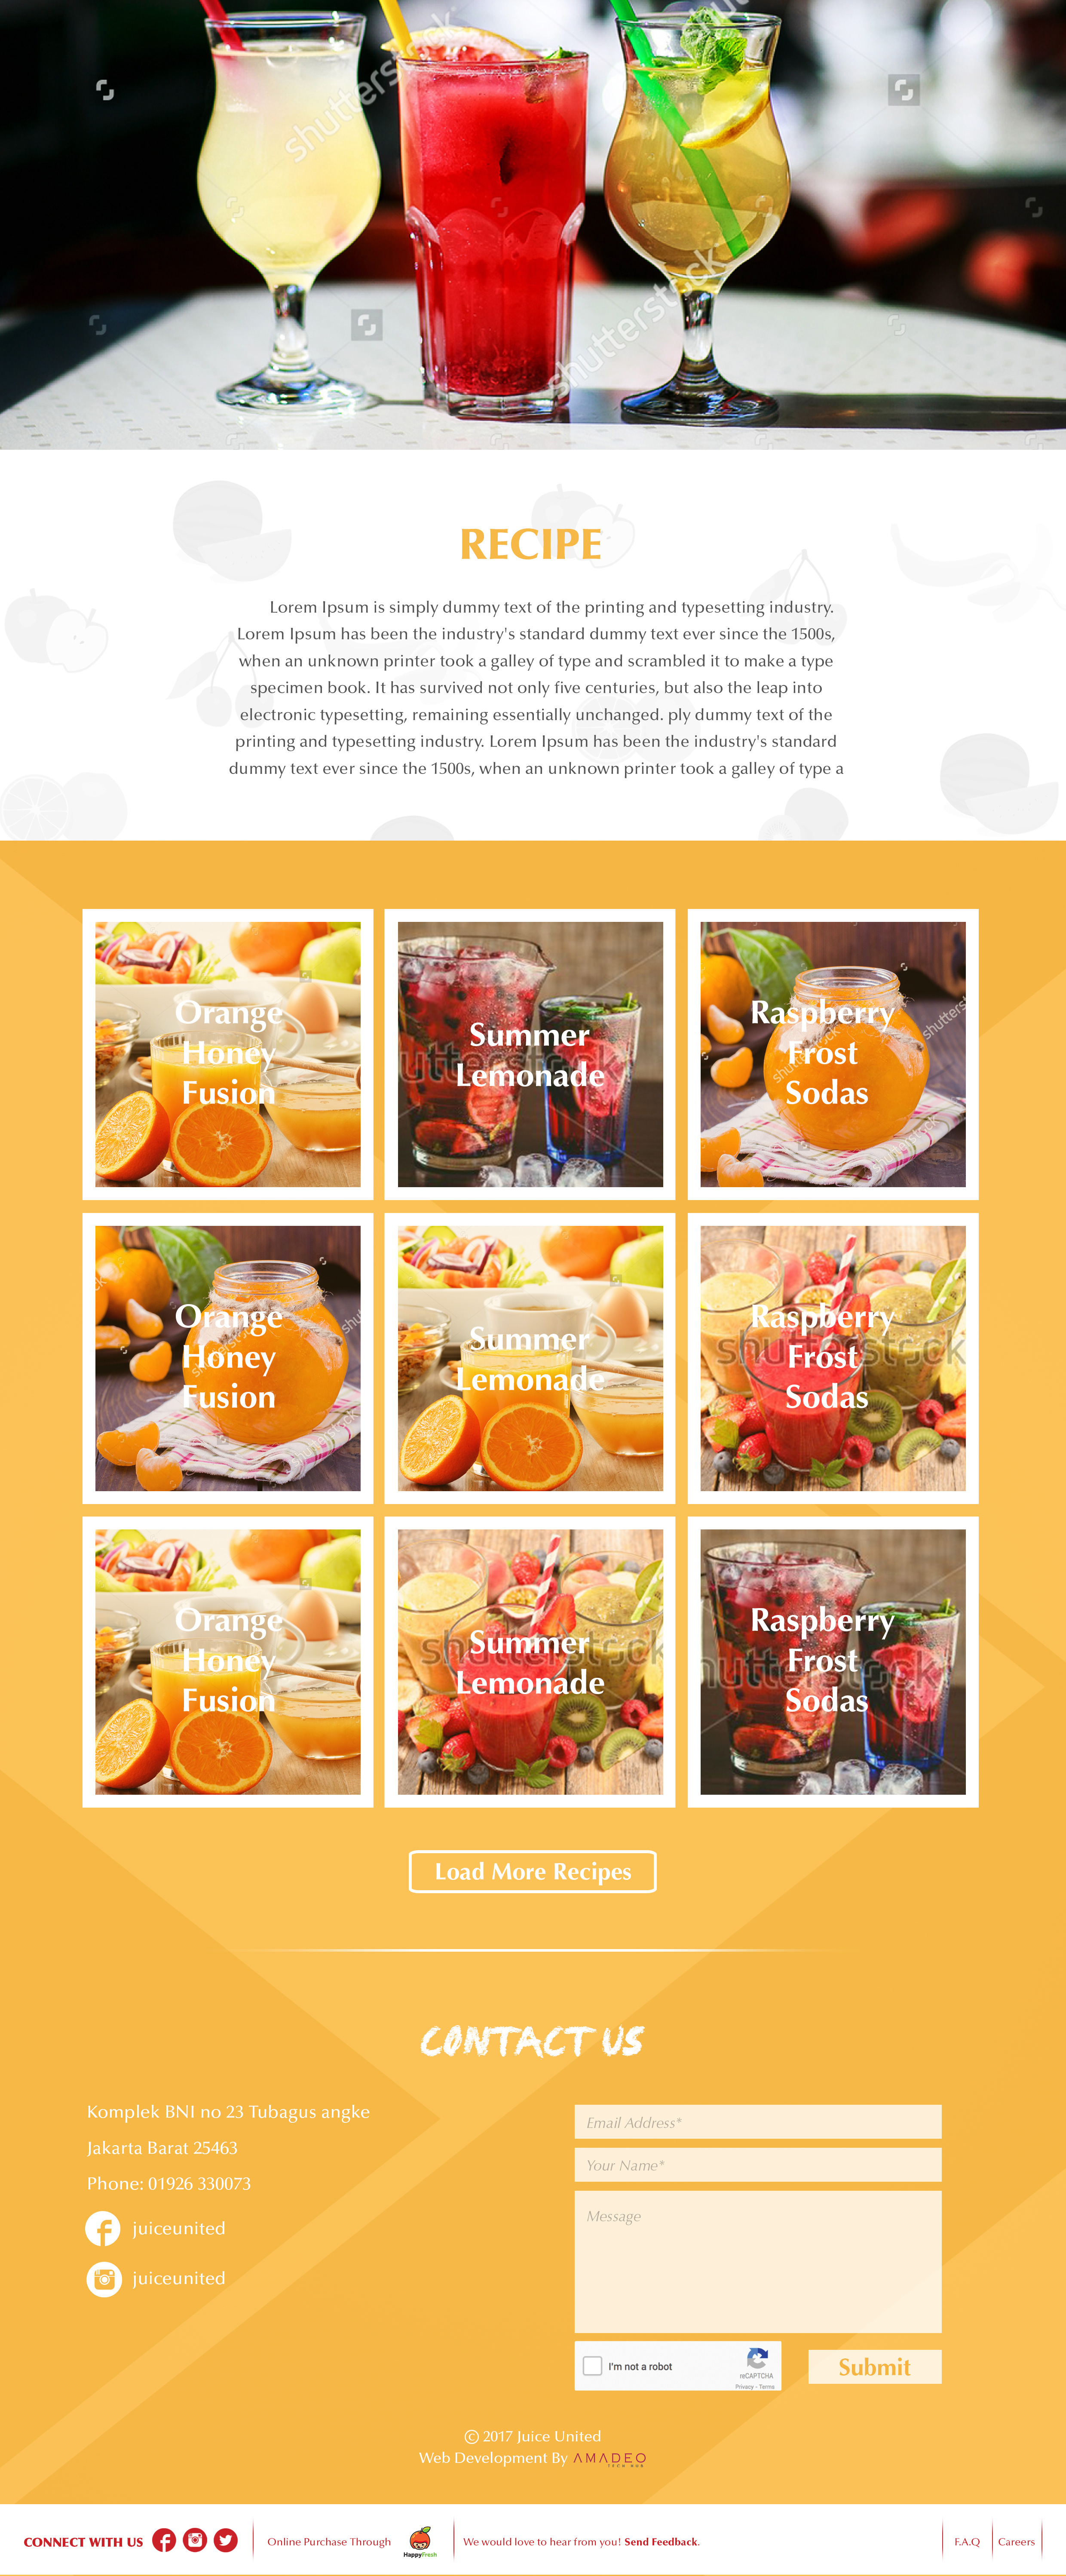 shutterstock
shutterstock
RECIPE
Lorem Ipsum is simply dummy text of the printing and typesetting industry.
Lorem Ipsum has been the industry's standard dummy text ever since the 1500s,
when an unknown printer took a galley of type and scrambled it to make a type
specimen book. It has survived not only five centuries, but also the leap into
electronic typesetting, remaining essentially unchanged. ply dummy text of the
printing and typesetting industry. Lorem Ipsum has been the industry's standard
dummy text ever since the 1500s, when an unknown printer took a galley of type a
Orange
Honey
Fusion
Summer
Lemonade
Raspberry
Frost
Sodas
Orange
Honey
Fusion
Summer
Lemonade
Raspberry
Frost
Sodas
Orange
Honey
Fusion
Summer
Lemonade
Raspberry
Frost
Sodas
Load More Recipes
CONTACT US
Komplek BNI no 23 Tubagus angke
Jakarta Barat 25463
Phone: 01926 330073
juiceunited
juiceunited
Email Address*
Your Name*
Message
I'm not a robot
reCAPTCHA
Privacy - Terms
Submit
© 2017 Juice United
Web Development By AMADEO
TECH HUB
CONNECT WITH US
Online Purchase Through
HappyFresh
We would love to hear from you! Send Feedback.
F.A.Q
Careers